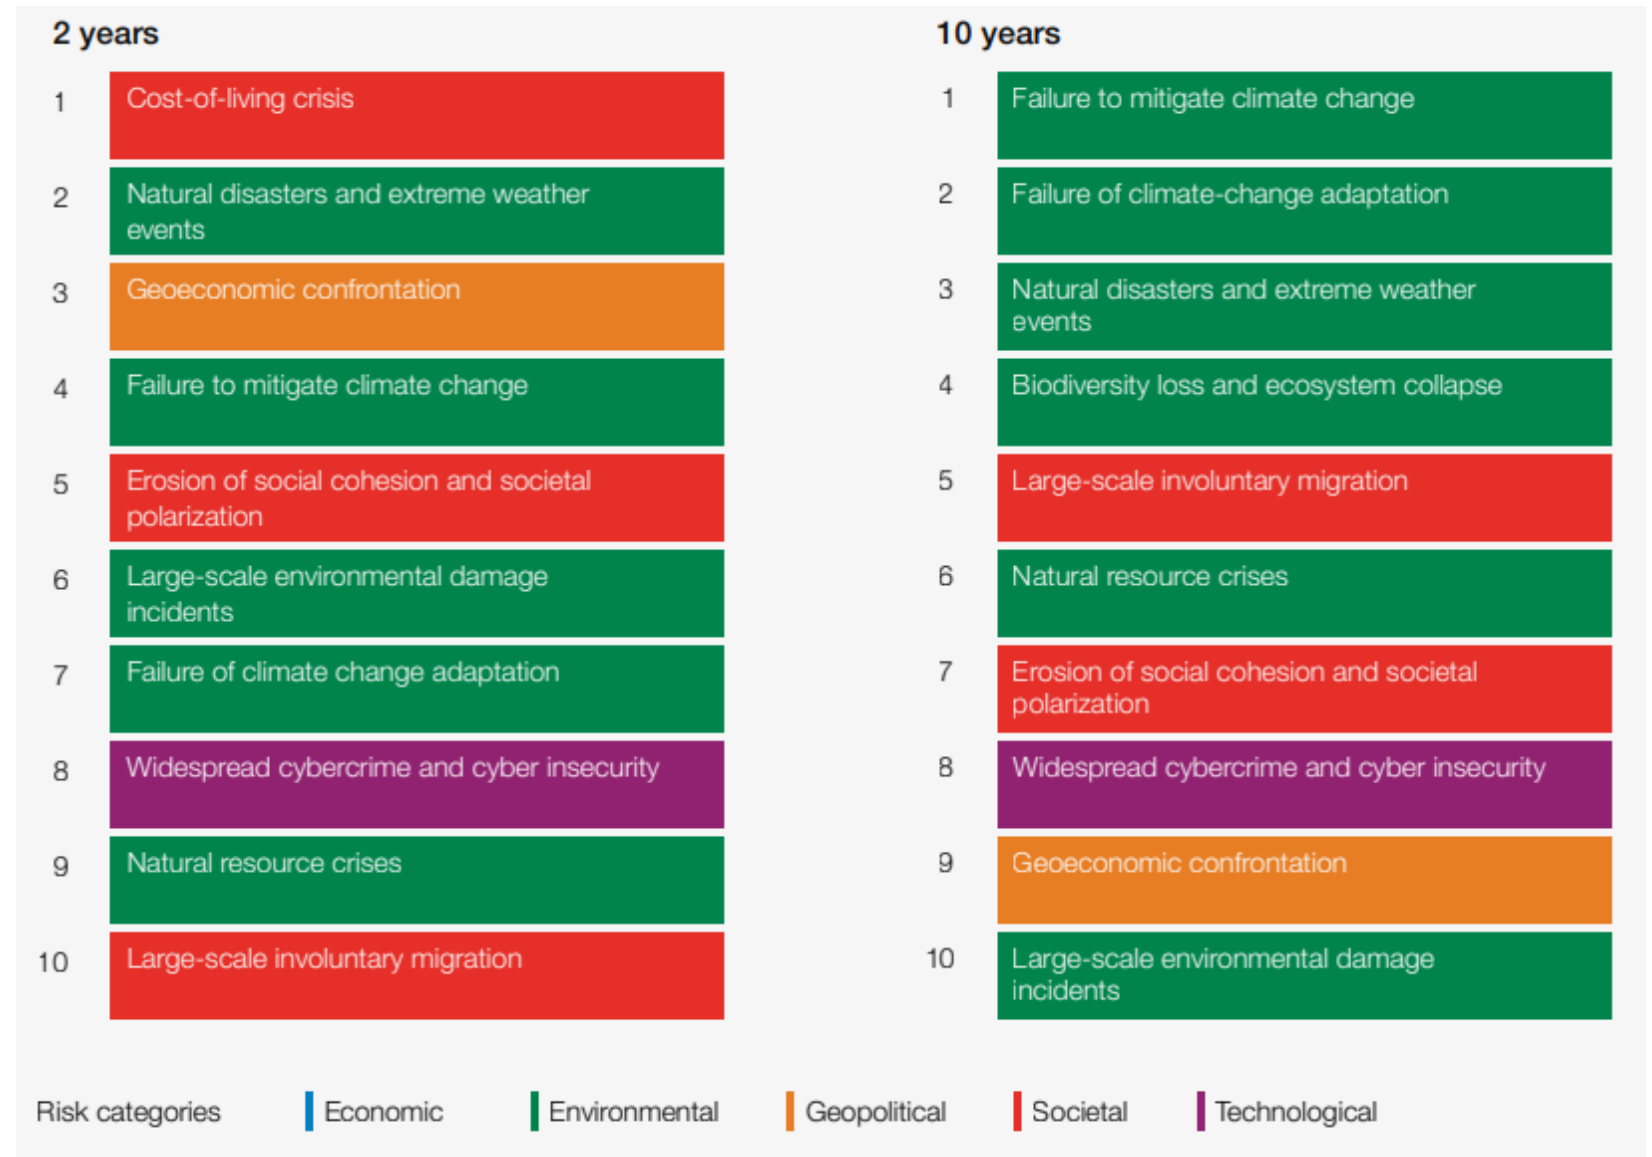 2 years
1
Cost-of-living crisis
2
Natural disasters and extreme weather
events
3
Geoeconomic confrontation
4
Failure to mitigate climate change
5
Erosion of social cohesion and societal
polarization
6
Large-scale environmental damage
incidents
7
Failure of climate change adaptation
8
Widespread cybercrime and cyber insecurity
9
Natural resource crises
10
Large-scale involuntary migration
10 years
1
Failure to mitigate climate change
2
Failure of climate-change adaptation
3
Natural disasters and extreme weather
events
4
Biodiversity loss and ecosystem collapse
5
Large-scale involuntary migration
6
Natural resource crises
7
Erosion of social cohesion and societal
polarization
8
Widespread cybercrime and cyber insecurity
9
Geoeconomic confrontation
10
Large-scale environmental damage
incidents
Risk categories Economic Environmental Geopolitical Societal Technological